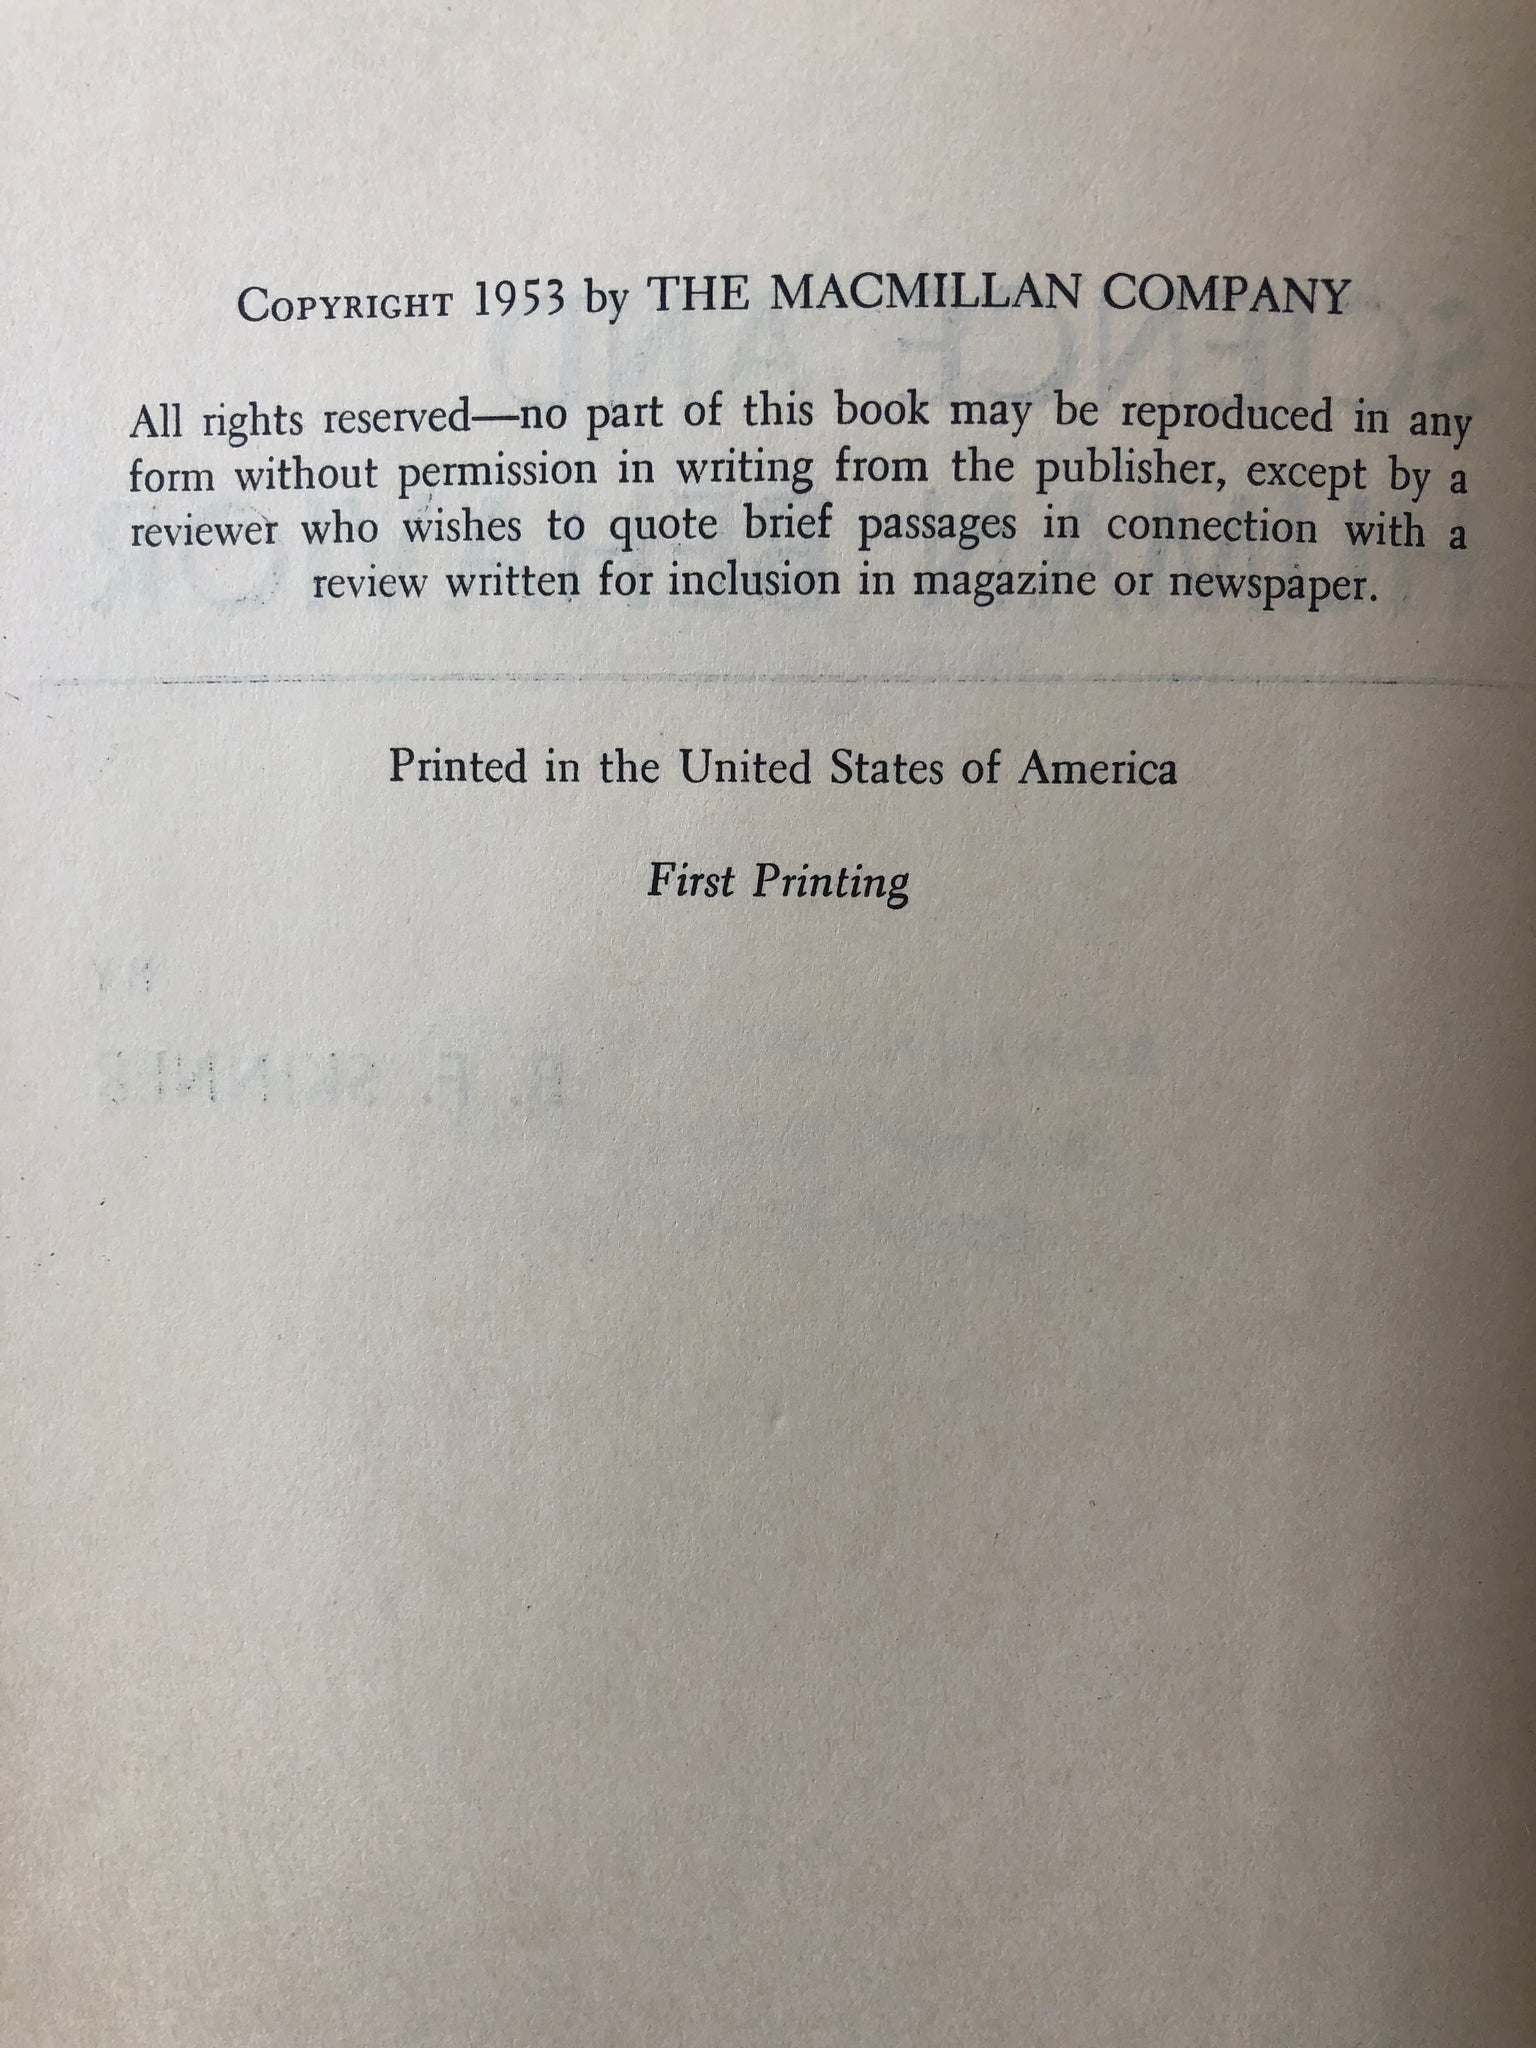 COPYRIGHT 1953 by THE MACMILLAN COMPANY
All rights reserved—no part of this book may be reproduced in any
form without permission in writing from the publisher, except by a
reviewer who wishes to quote brief passages in connection with a
review written for inclusion in magazine or newspaper.
Printed in the United States of America
First Printing